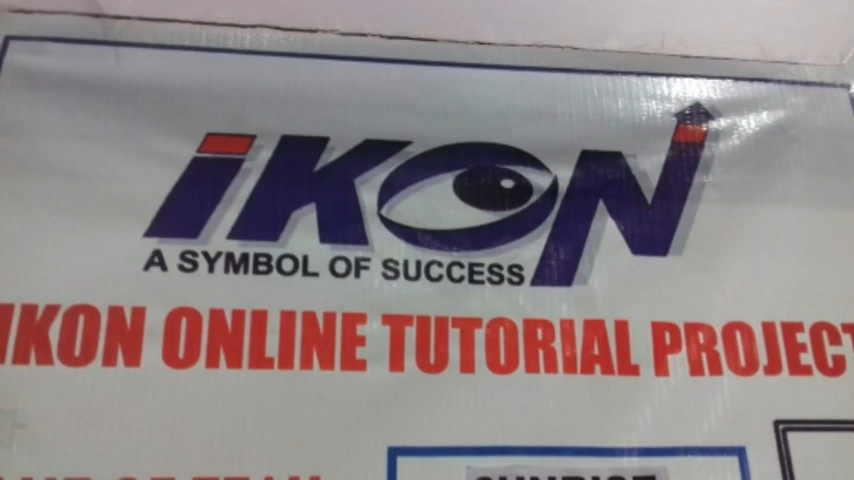 iKON
A SYMBOL OF SUCCESS
IKON ONLINE TUTORIAL PROJECT